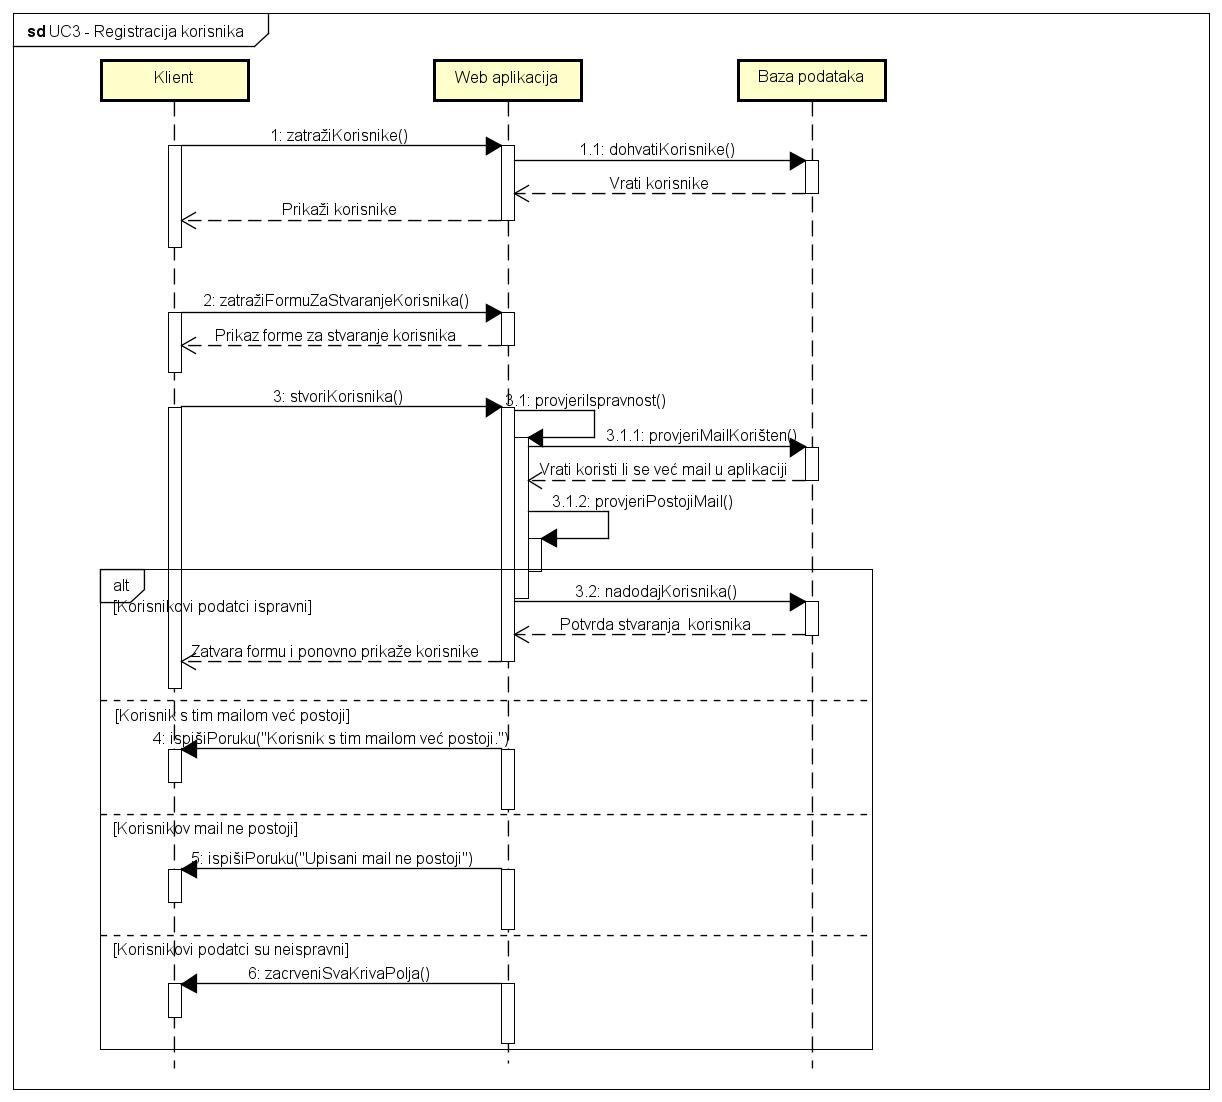 sd UC3 - Registracija korisnika
Klient
Web aplikacija
Baza podataka
1: zatražiKorisnike()
1.1: dohvatiKorisnike()
Vrati korisnike
Prikaži korisnike
2: zatražiFormuZaStvaranjeKorisnika()
Prikaz forme za stvaranje korisnika
3: stvoriKorisnika()
3.1: provjeriIspravnost()
3.1.1: provjeriMailKorišten()
Vrati koristi li se već mail u aplikaciji
3.1.2: provjeriPostojiMail()
alt
3.2: nadodajKorisnika()
[Korisnikovi podatci ispravni]
Potvrda stvaranja  korisnika
Zatvara formu i ponovno prikaže korisnike
[Korisnik s tim mailom već postoji]
4: ispišiPoruku("Korisnik s tim mailom već postoji.")
[Korisnikov mail ne postoji]
5: ispišiPoruku("Upisani mail ne postoji")
[Korisnikovi podatci su neispravni]
6: zacrveniSvaKrivaPolja()